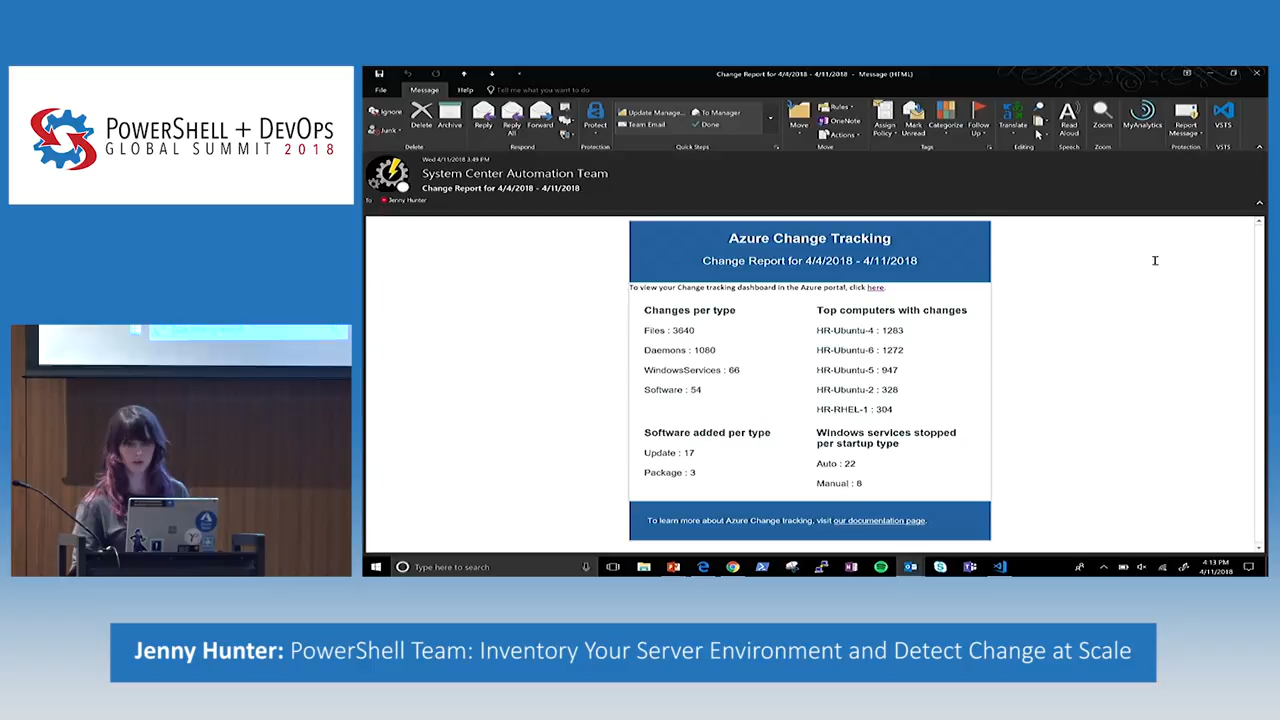 POWERSHELL + DEVOPS
GLOBAL SUMMIT 2018
Change Report for 4/4/2018 - 4/11/2018 - Message (HTML)
File
Message
Help
Tell me what you want to do
Ignore
Junk
Delete
Archive
Reply
Reply All
Forward
Protect
Update Manage...
Team Email
To Manager
Done
Move
Rules
OneNote
Actions
Assign Policy
Mark Unread
Categorize
Follow Up
Translate
Read Aloud
Zoom
MyAnalytics
Report Message
VSTS
Delete
Respond
Protection
Quick Steps
Move
Tags
Editing
Speech
Zoom
Protection
VSTS
Wed 4/11/2018 3:49 PM
System Center Automation Team
Change Report for 4/4/2018 - 4/11/2018
To
Jenny Hunter
Azure Change Tracking
Change Report for 4/4/2018 - 4/11/2018
To view your Change tracking dashboard in the Azure portal, click here.
Changes per type
Files : 3640
Daemons : 1080
WindowsServices : 66
Software : 54
Top computers with changes
HR-Ubuntu-4 : 1283
HR-Ubuntu-6 : 1272
HR-Ubuntu-5 : 947
HR-Ubuntu-2 : 328
HR-RHEL-1 : 304
Software added per type
Update : 17
Package : 3
Windows services stopped
per startup type
Auto : 22
Manual : 8
To learn more about Azure Change tracking, visit our documentation page.
Type here to search
4:13 PM
4/11/2018
Jenny Hunter: PowerShell Team: Inventory Your Server Environment and Detect Change at Scale